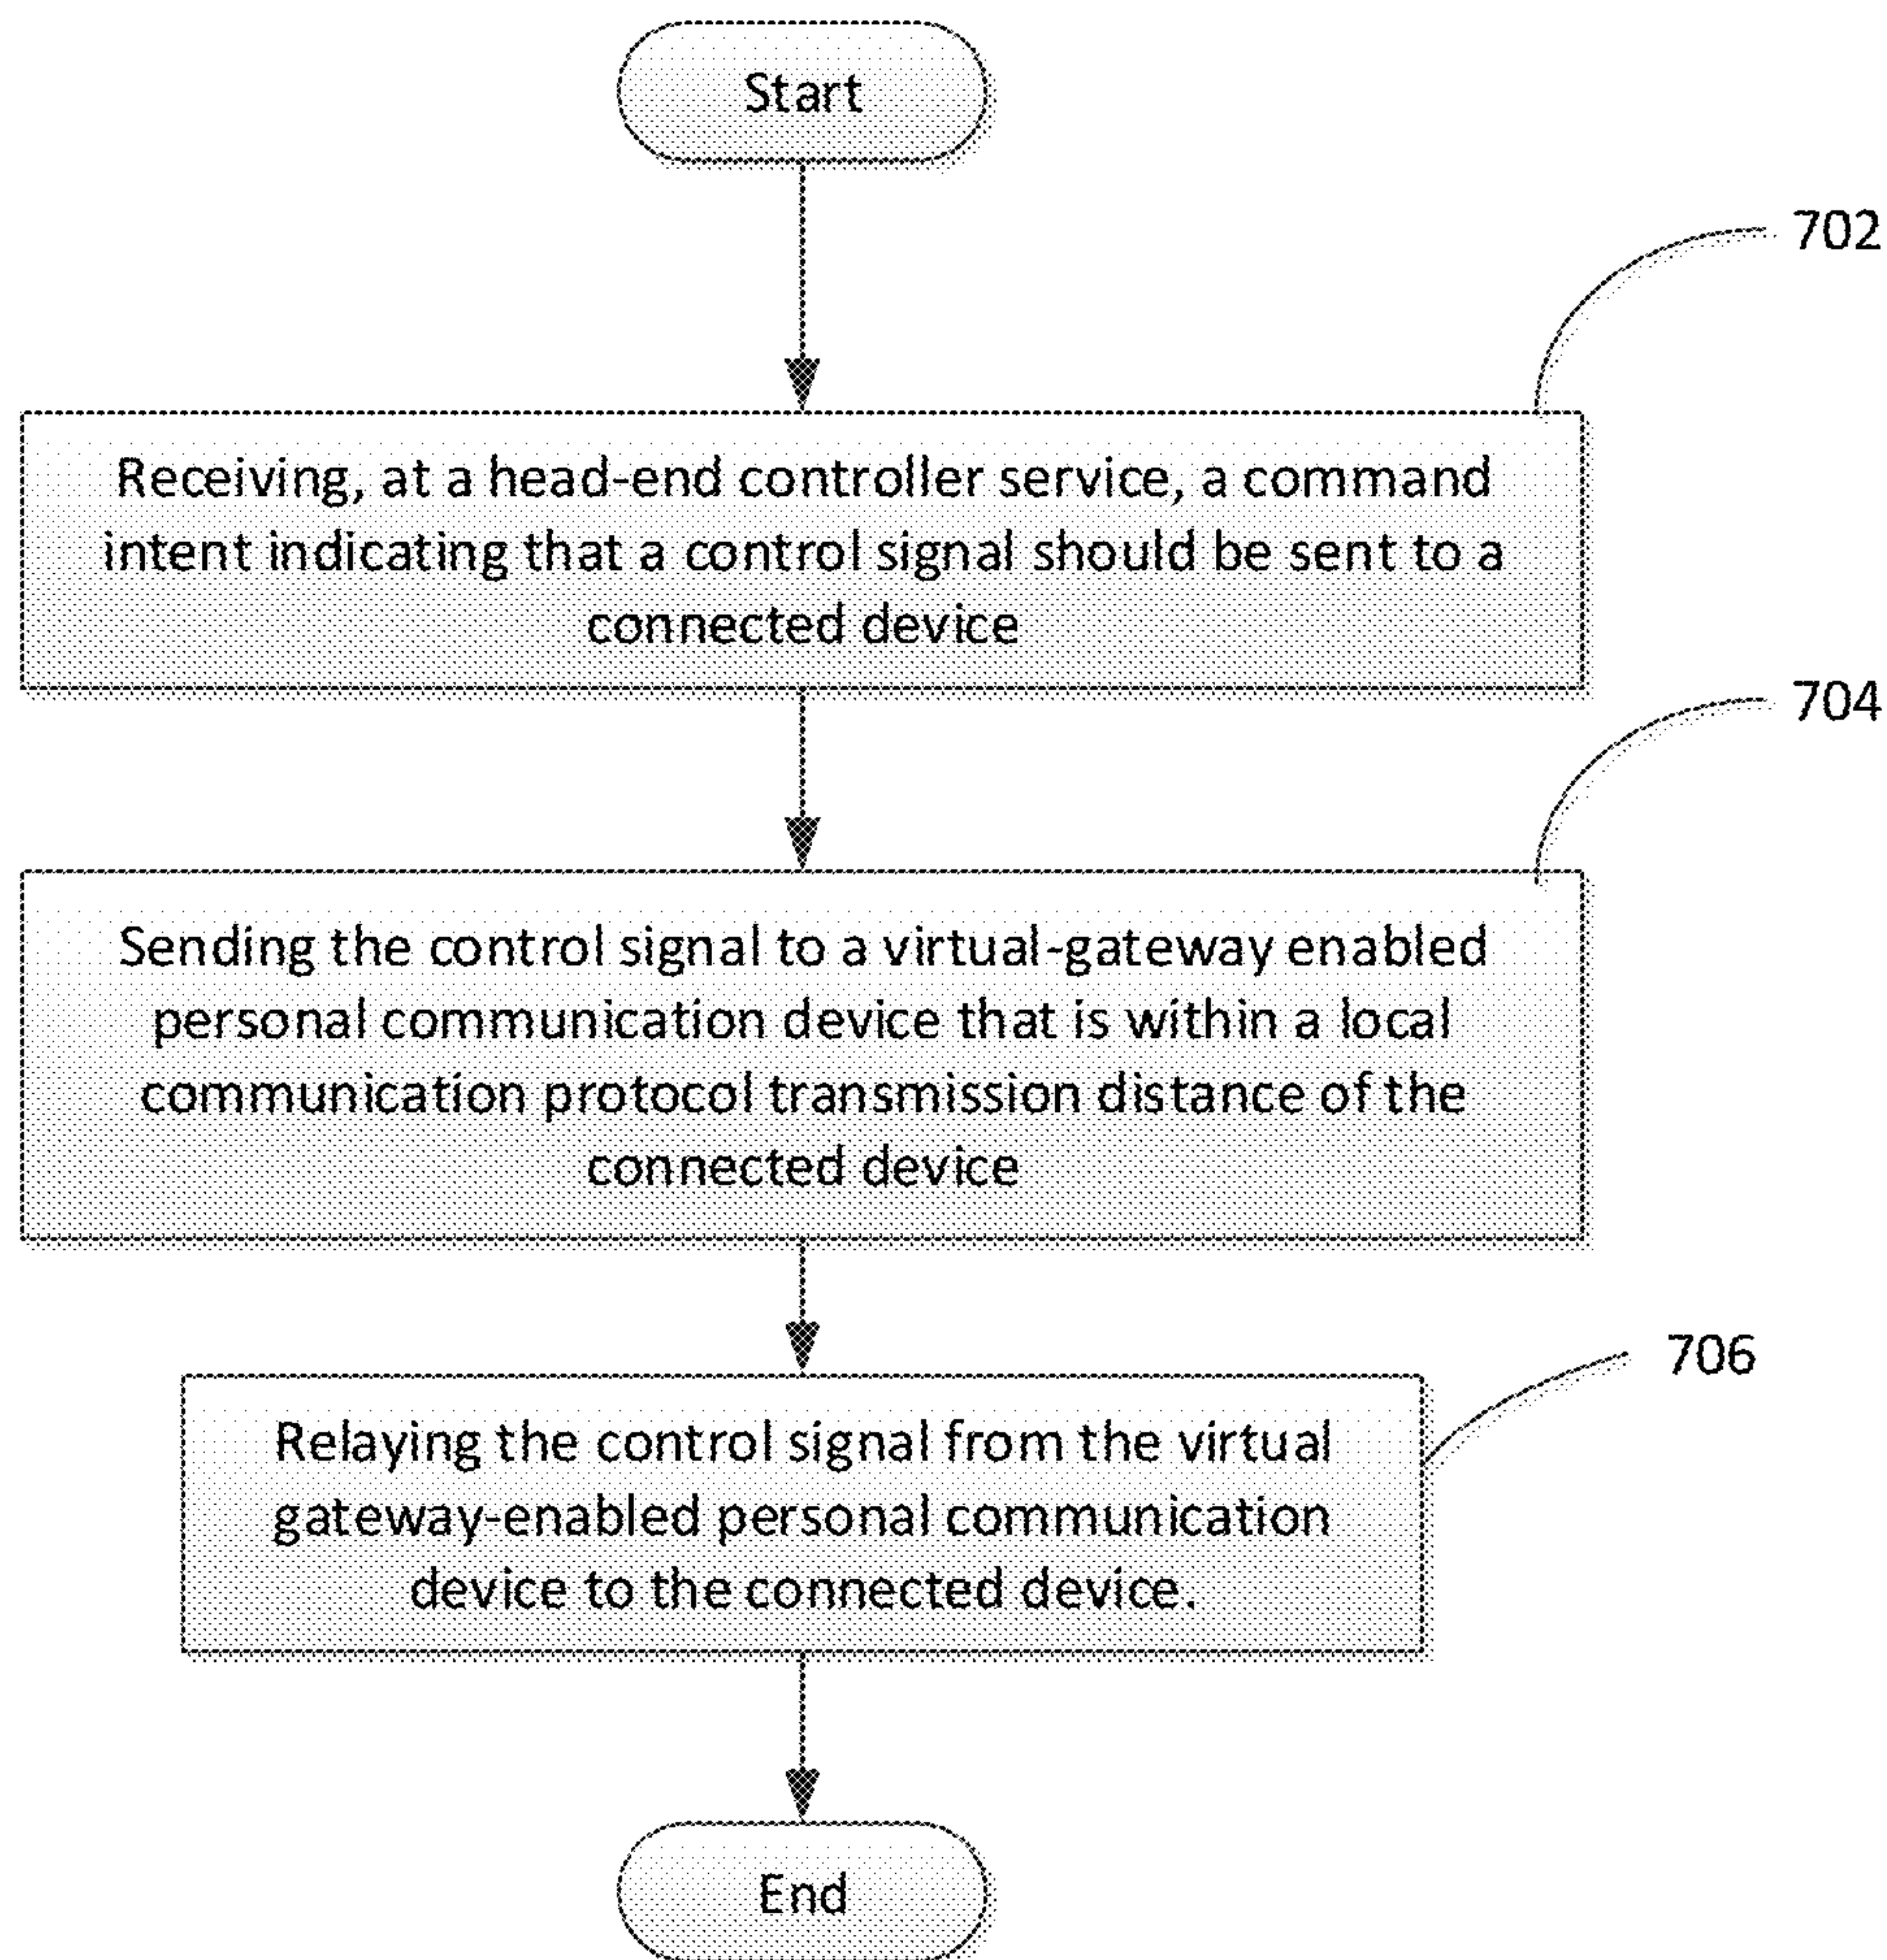 Start
702
Receiving, at a head-end controller service, a command
intent indicating that a control signal should be sent to a
connected device
704
Sending the control signal to a virtual-gateway enabled
personal communication device that is within a local
communication protocol transmission distance of the
connected device
706
Relaying the control signal from the virtual
gateway-enabled personal communication
device to the connected device.
End